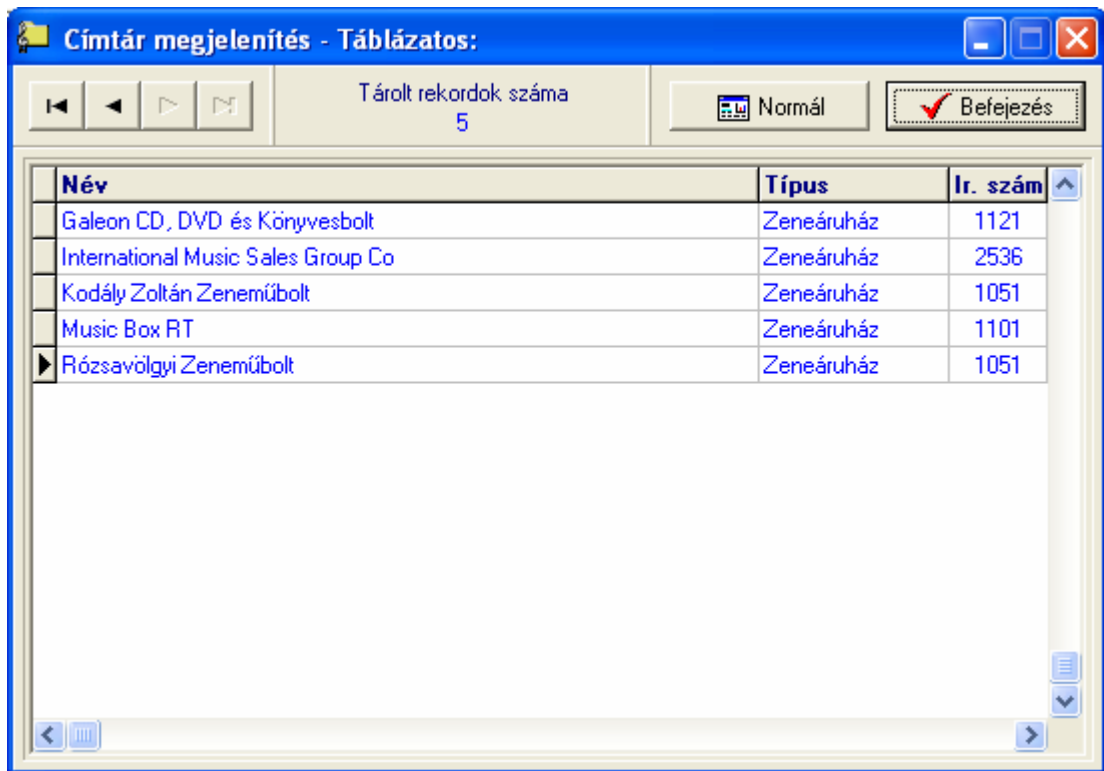 Címtár megjelenítés - Táblázatos:
Tárolt rekordok száma
5
Normál
Befejezés
Név Típus Ir. szám
Galeon CD, DVD és Könyvesbolt Zeneáruház 1121
International Music Sales Group Co Zeneáruház 2536
Kodály Zoltán Zeneműbolt Zeneáruház 1051
Music Box RT Zeneáruház 1101
Rózsavölgyi Zeneműbolt Zeneáruház 1051